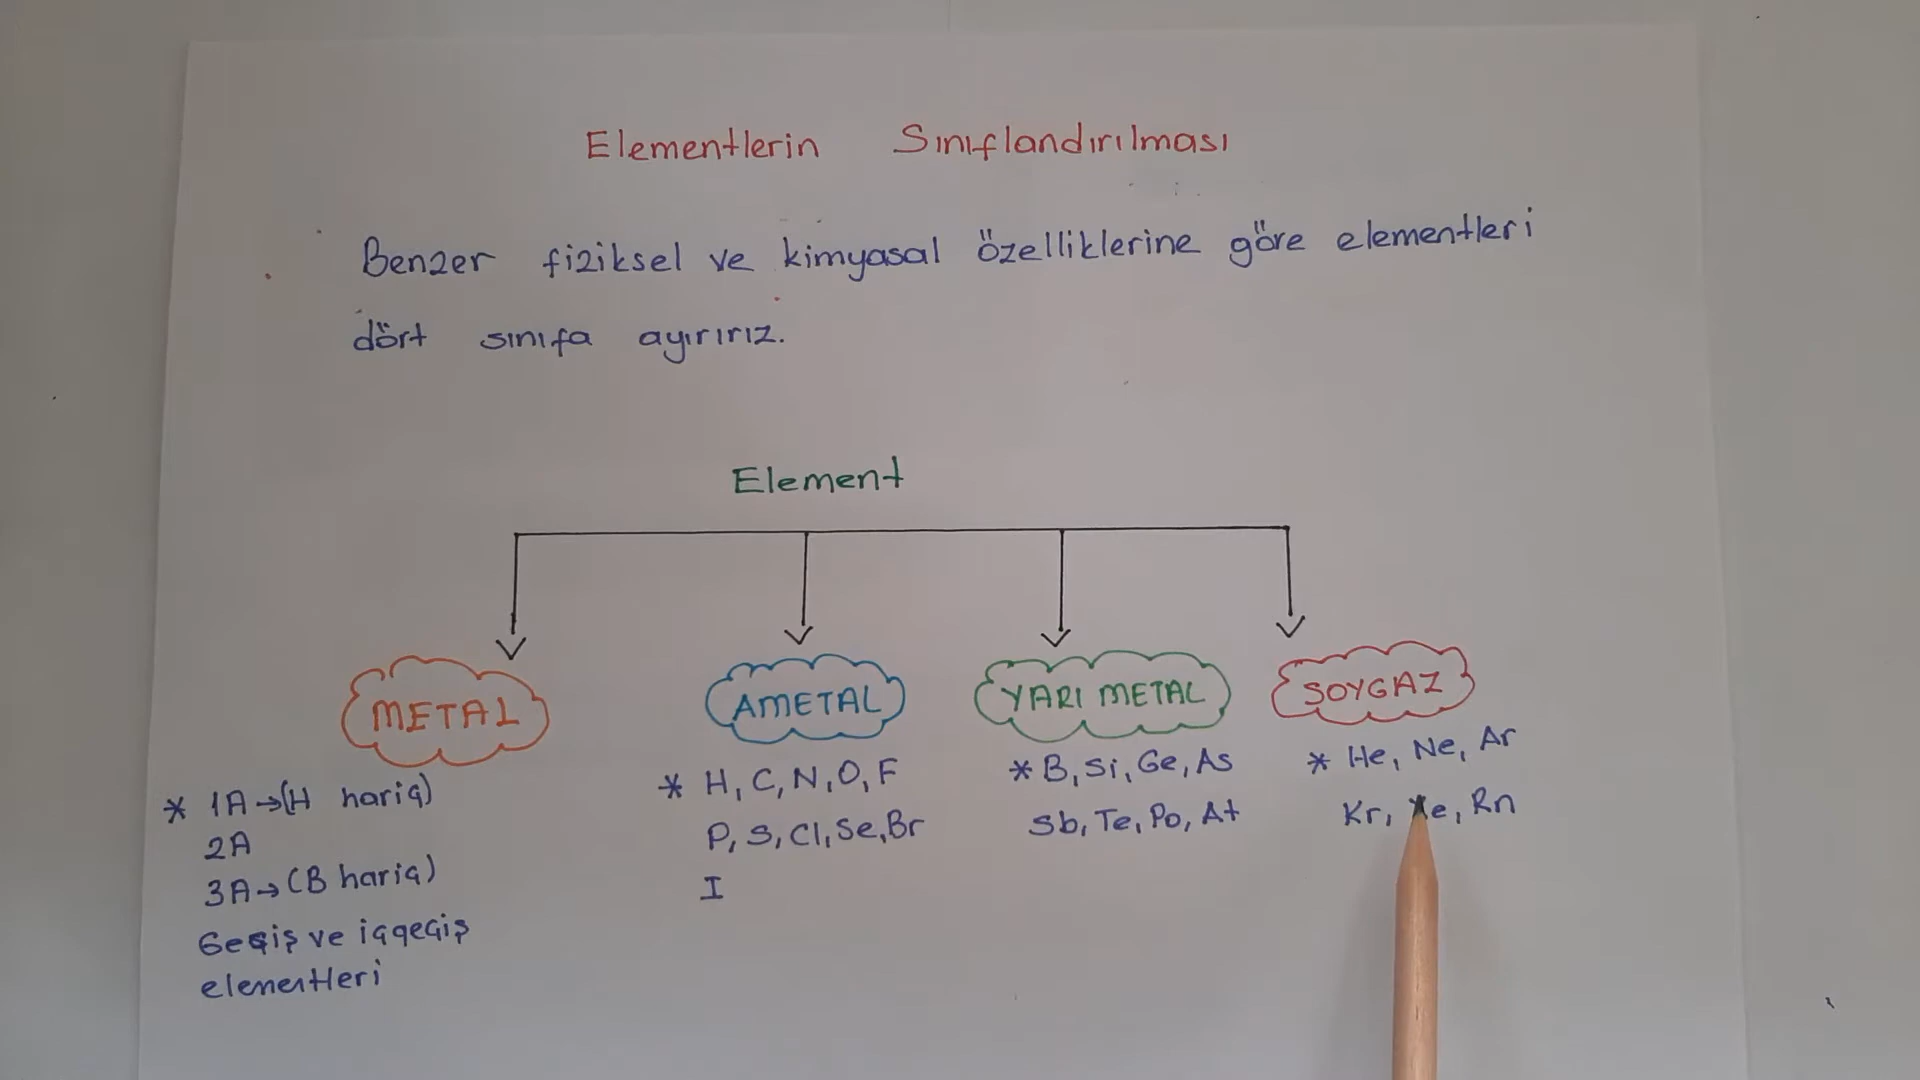 Elementlerin Sınıflandırılması
Benzer fiziksel ve kimyasal özelliklerine göre elementleri
dört sınıfa ayırırız.
Element
METAL
* 1A→(H hariç)
2A
3A→(B hariç)
Geçiş ve içgeçiş
elementleri
AMETAL
* H, C, N, O, F
P, S, Cl, Se, Br
I
YARI METAL
* B, Si, Ge, As
Sb, Te, Po, At
SOYGAZ
* He, Ne, Ar
Kr, Xe, Rn